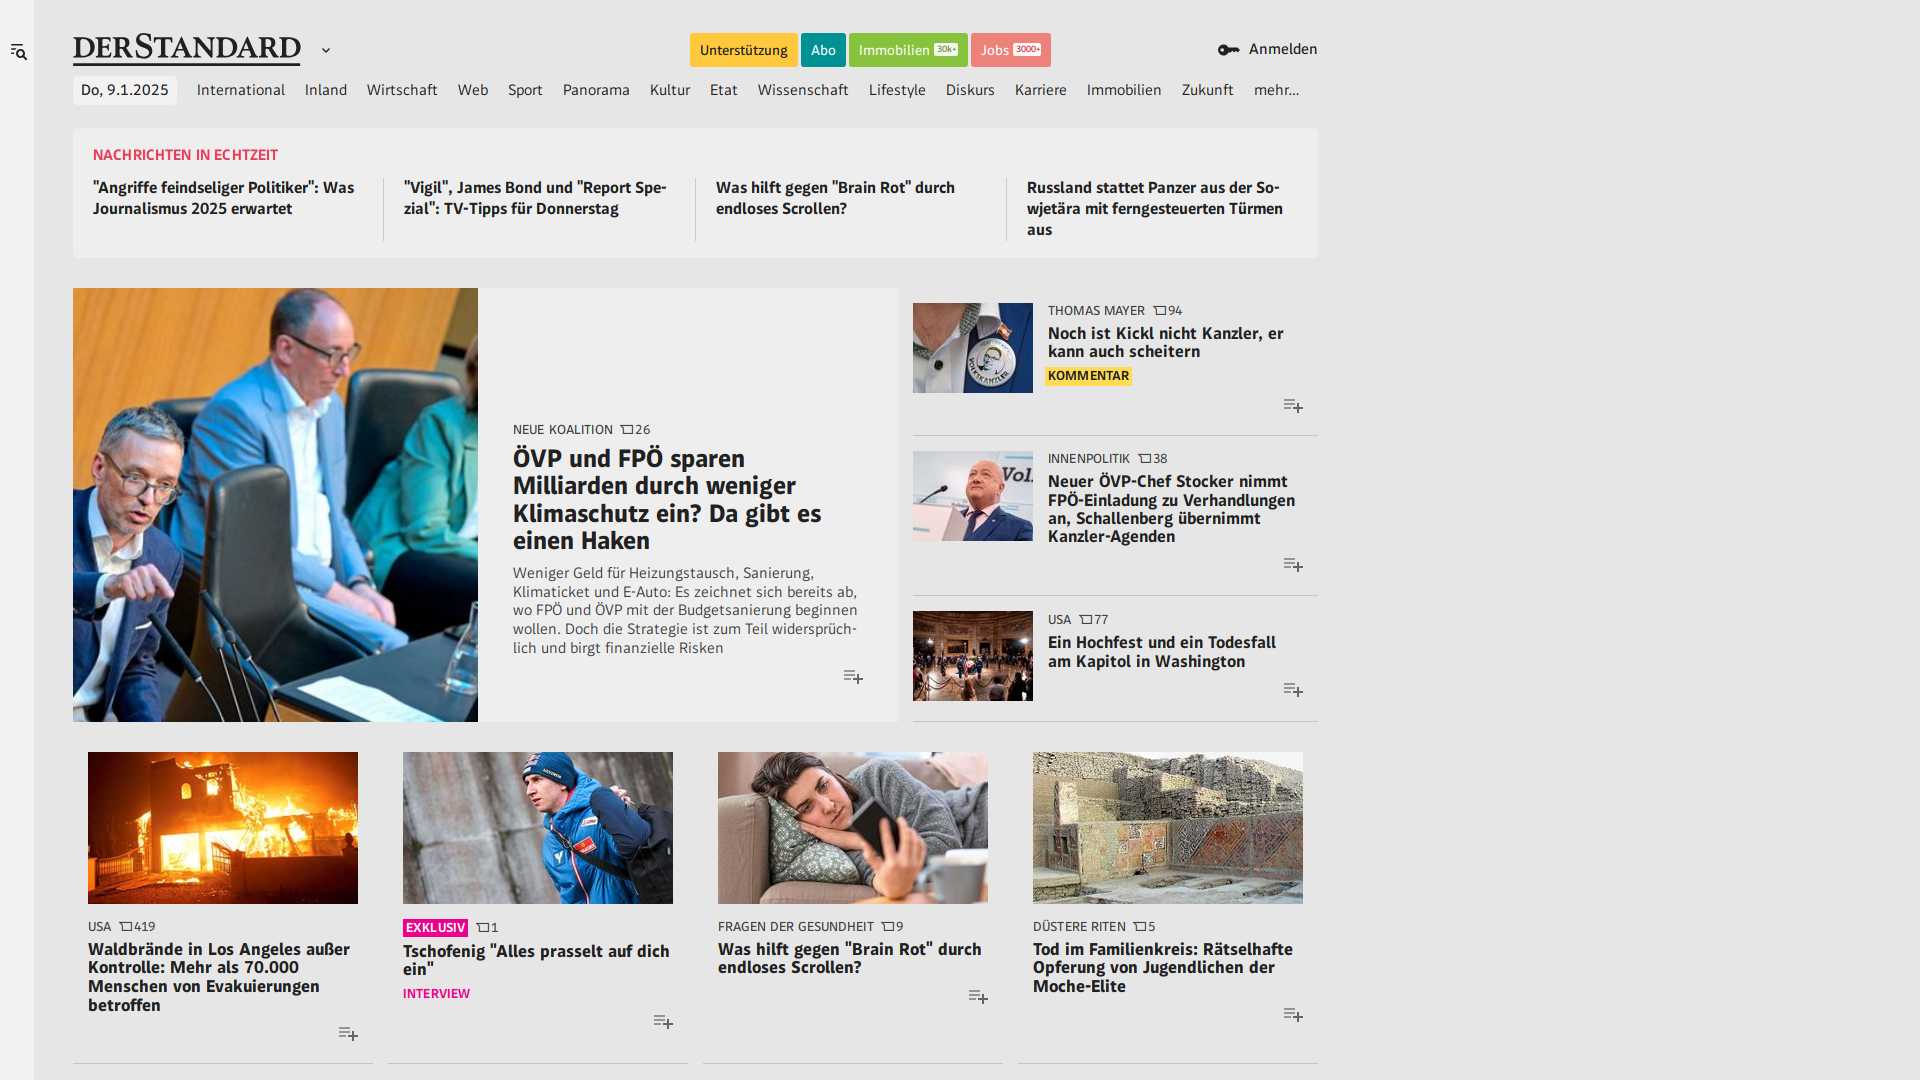 DERSTANDARD
Unterstützung
Abo
Immobilien 30k+
Jobs 3000+
Anmelden
Do, 9.1.2025
International
Inland
Wirtschaft
Web
Sport
Panorama
Kultur
Etat
Wissenschaft
Lifestyle
Diskurs
Karriere
Immobilien
Zukunft
mehr...
NACHRICHTEN IN ECHTZEIT
"Angriffe feindseliger Politiker": Was
Journalismus 2025 erwartet
"Vigil", James Bond und "Report Spe-
zial": TV-Tipps für Donnerstag
Was hilft gegen "Brain Rot" durch
endloses Scrollen?
Russland stattet Panzer aus der So-
wjetära mit ferngesteuerten Türmen
aus
NEUE KOALITION 26
ÖVP und FPÖ sparen
Milliarden durch weniger
Klimaschutz ein? Da gibt es
einen Haken
Weniger Geld für Heizungstausch, Sanierung,
Klimaticket und E-Auto: Es zeichnet sich bereits ab,
wo FPÖ und ÖVP mit der Budgetsanierung beginnen
wollen. Doch die Strategie ist zum Teil widersprüch-
lich und birgt finanzielle Risken
VOLKSKANZLER
THOMAS MAYER 94
Noch ist Kickl nicht Kanzler, er
kann auch scheitern
KOMMENTAR
Vol
INNENPOLITIK 38
Neuer ÖVP-Chef Stocker nimmt
FPÖ-Einladung zu Verhandlungen
an, Schallenberg übernimmt
Kanzler-Agenden
USA 77
Ein Hochfest und ein Todesfall
am Kapitol in Washington
USA 419
Waldbrände in Los Angeles außer
Kontrolle: Mehr als 70.000
Menschen von Evakuierungen
betroffen
EXKLUSIV 1
Tschofenig "Alles prasselt auf dich
ein"
INTERVIEW
FRAGEN DER GESUNDHEIT 9
Was hilft gegen "Brain Rot" durch
endloses Scrollen?
DÜSTERE RITEN 5
Tod im Familienkreis: Rätselhafte
Opferung von Jugendlichen der
Moche-Elite